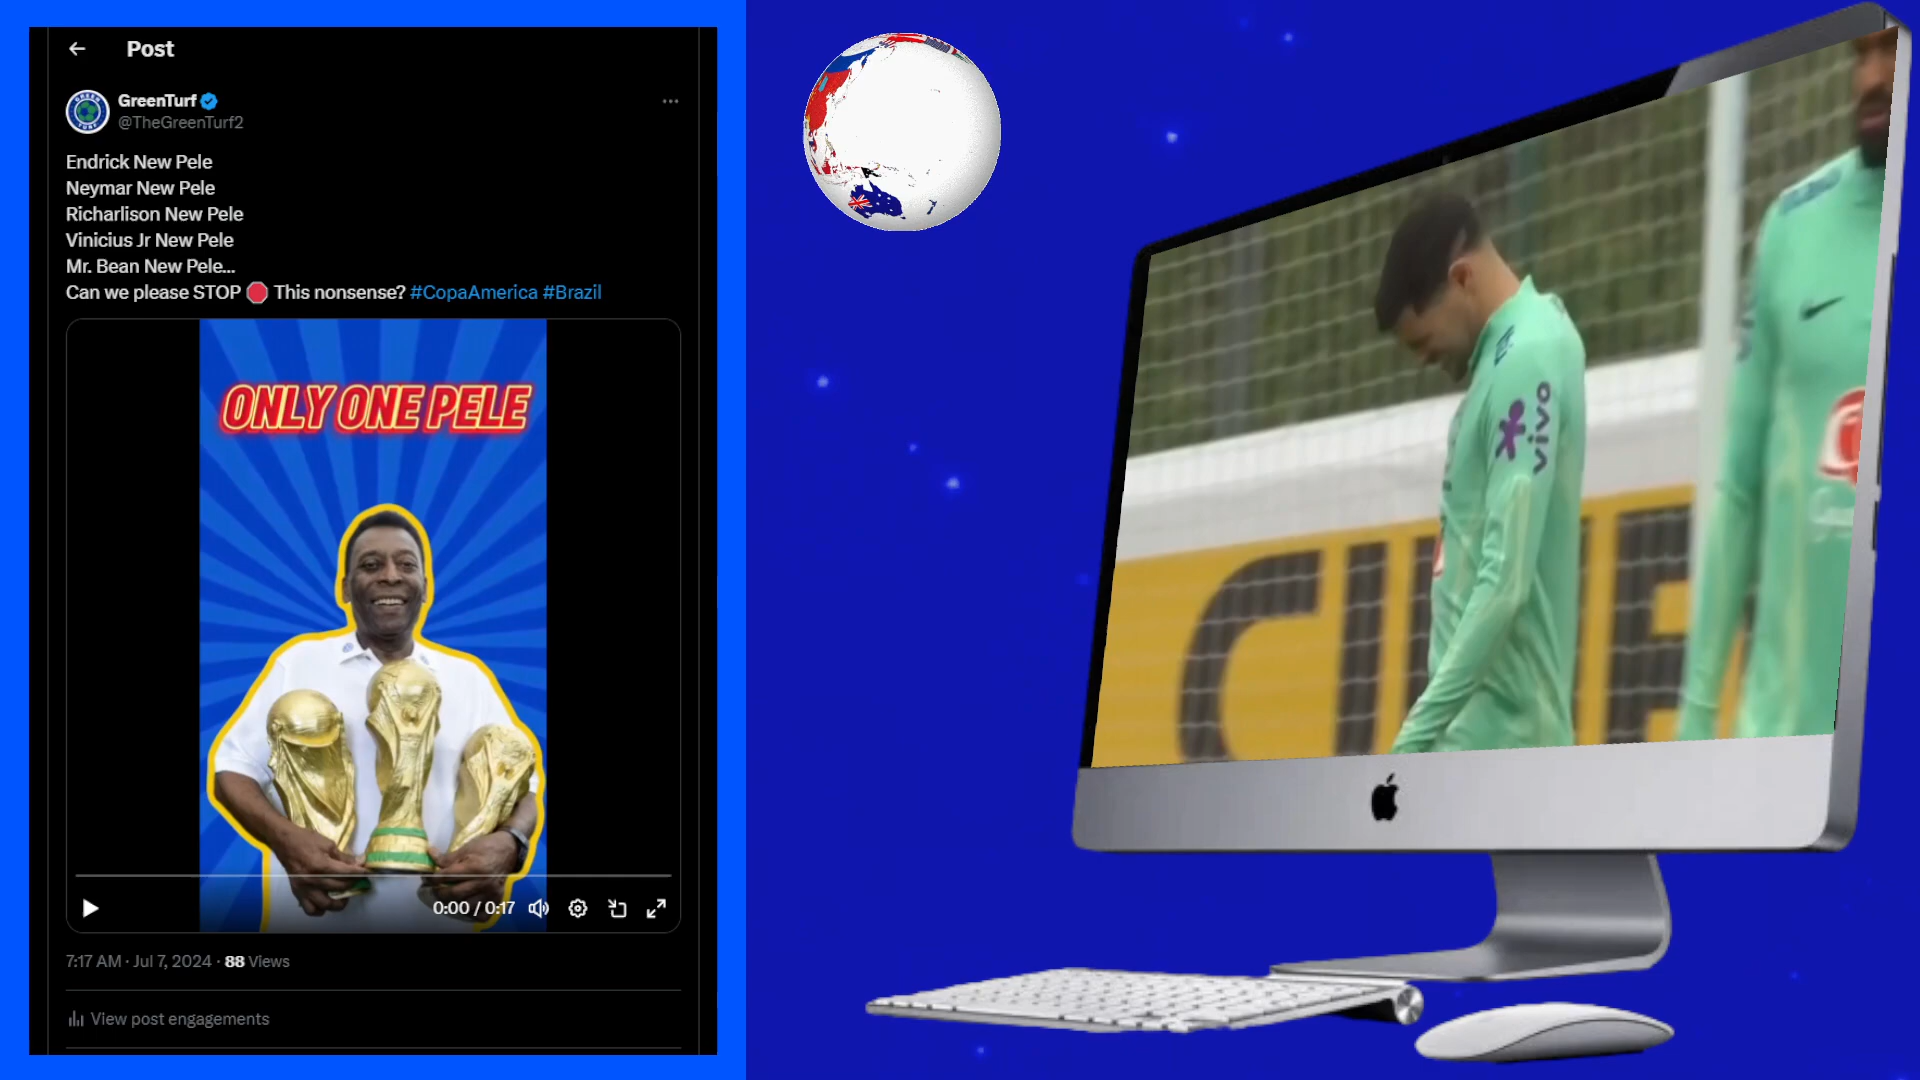 Post
GreenTurf
@TheGreenTurf2
Endrick New Pele
Neymar New Pele
Richarlison New Pele
Vinicius Jr New Pele
Mr. Bean New Pele...
Can we please STOP 🛑 This nonsense? #CopaAmerica #Brazil
ONLY ONE PELE
0:00 / 0:17
7:17 AM · Jul 7, 2024 · 88 Views
View post engagements
vivo